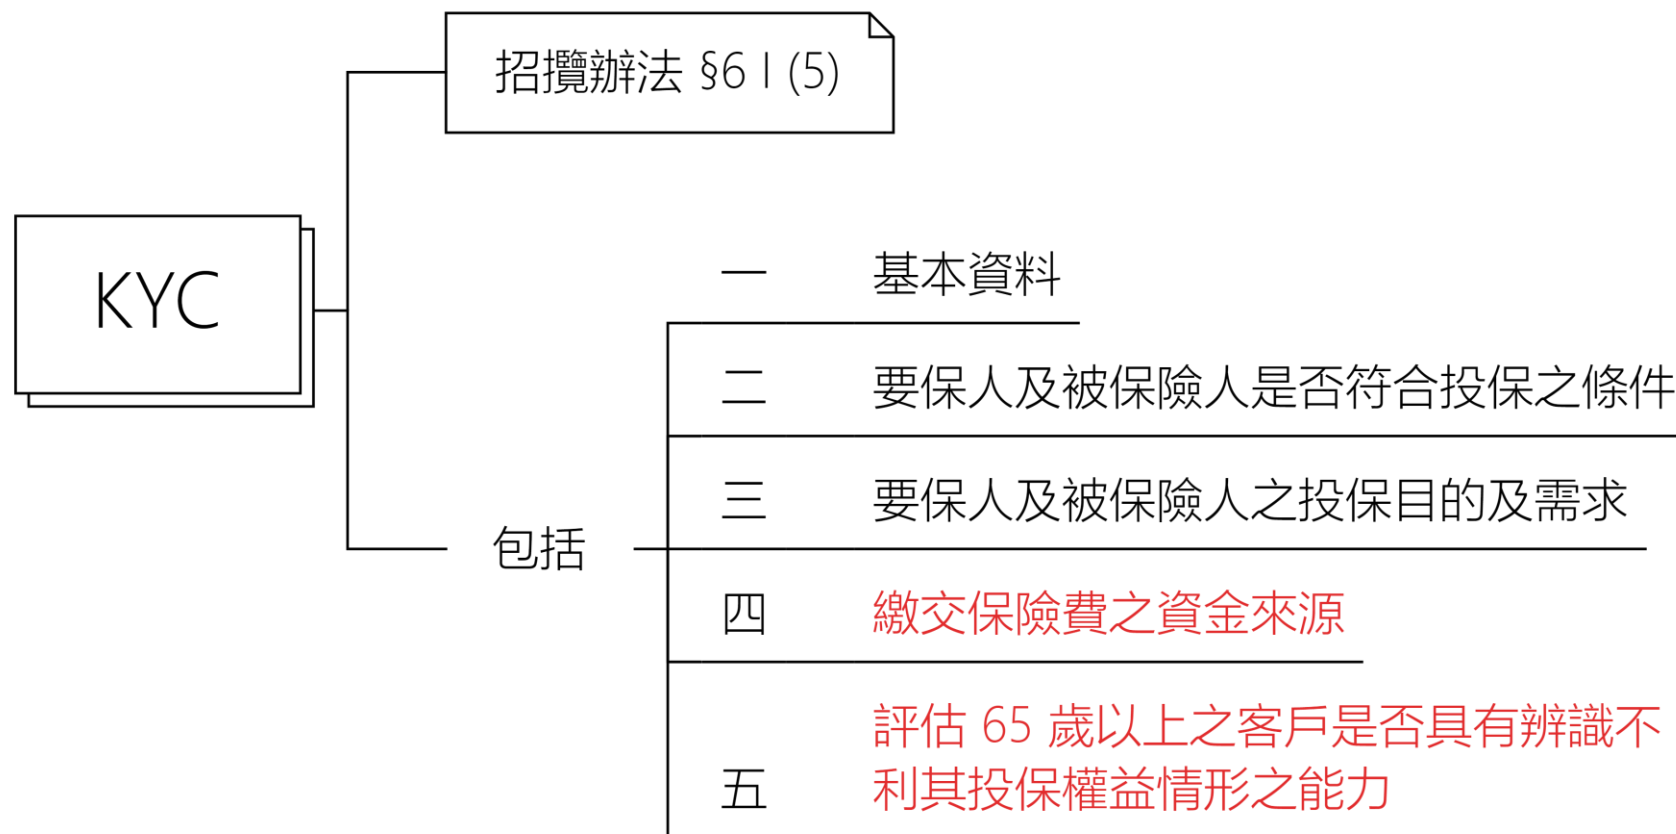 招攬辦法 §6 I (5)
KYC
包括
一 基本資料
二 要保人及被保險人是否符合投保之條件
三 要保人及被保險人之投保目的及需求
四 繳交保險費之資金來源
五 評估 65 歲以上之客戶是否具有辨識不
利其投保權益情形之能力